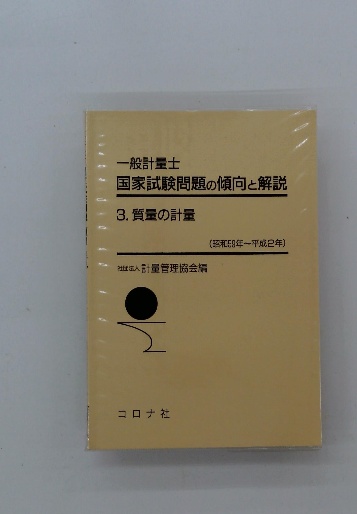 一般計量士
国家試験問題の傾向と解説
3. 質量の計量
(昭和59年〜平成2年)
社団法人 計量管理協会編
コロナ社